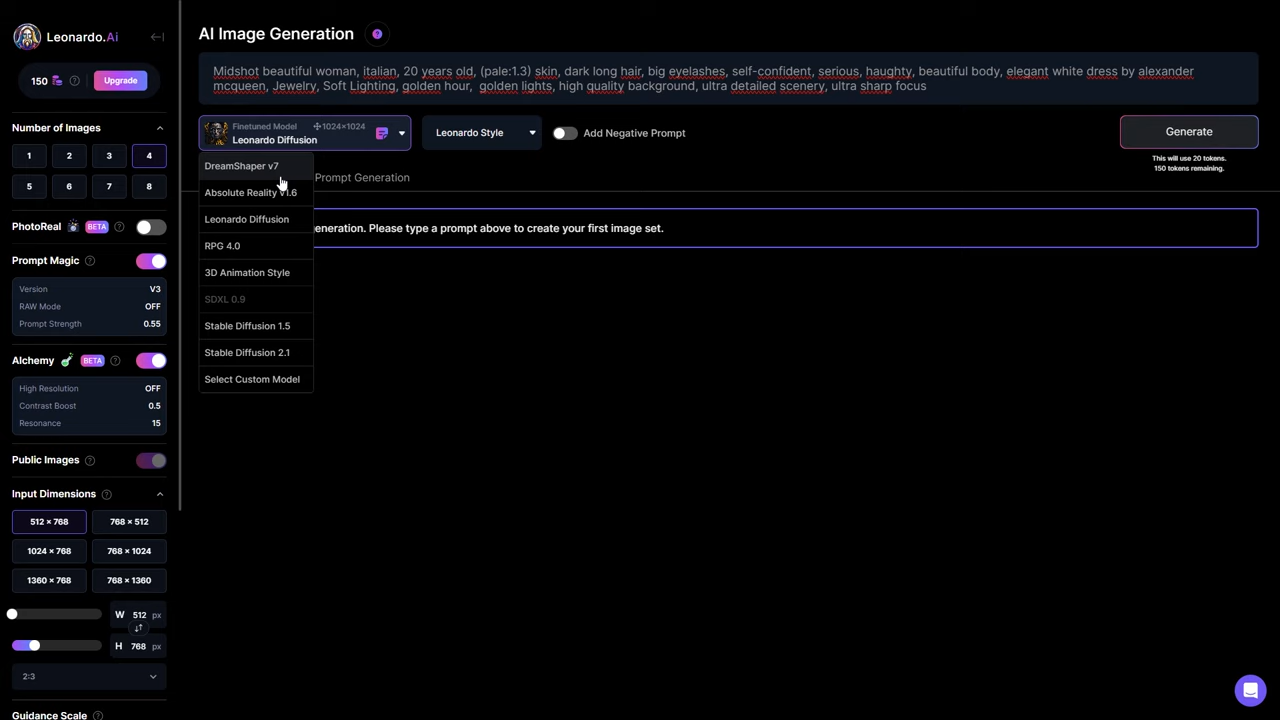 Leonardo.Ai
150
Upgrade
Number of Images
1 2 3 4
5 6 7 8
PhotoReal BETA
Prompt Magic
Version V3
RAW Mode OFF
Prompt Strength 0.55
Alchemy BETA
High Resolution OFF
Contrast Boost 0.5
Resonance 15
Public Images
Input Dimensions
512 × 768 768 × 512
1024 × 768 768 × 1024
1360 × 768 768 × 1360
W 512 px
H 768 px
2:3
Guidance Scale
AI Image Generation ?
Midshot beautiful woman, italian, 20 years old, (pale:1.3) skin, dark long hair, big eyelashes, self-confident, serious, haughty, beautiful body, elegant white dress by alexander
mcqueen, Jewelry, Soft Lighting, golden hour, golden lights, high quality background, ultra detailed scenery, ultra sharp focus
Finetuned Model 1024×1024
Leonardo Diffusion
Leonardo Style
Add Negative Prompt
Generate
This will use 20 tokens.
150 tokens remaining.
Prompt Generation
eneration. Please type a prompt above to create your first image set.
DreamShaper v7
Absolute Reality v1.6
Leonardo Diffusion
RPG 4.0
3D Animation Style
SDXL 0.9
Stable Diffusion 1.5
Stable Diffusion 2.1
Select Custom Model